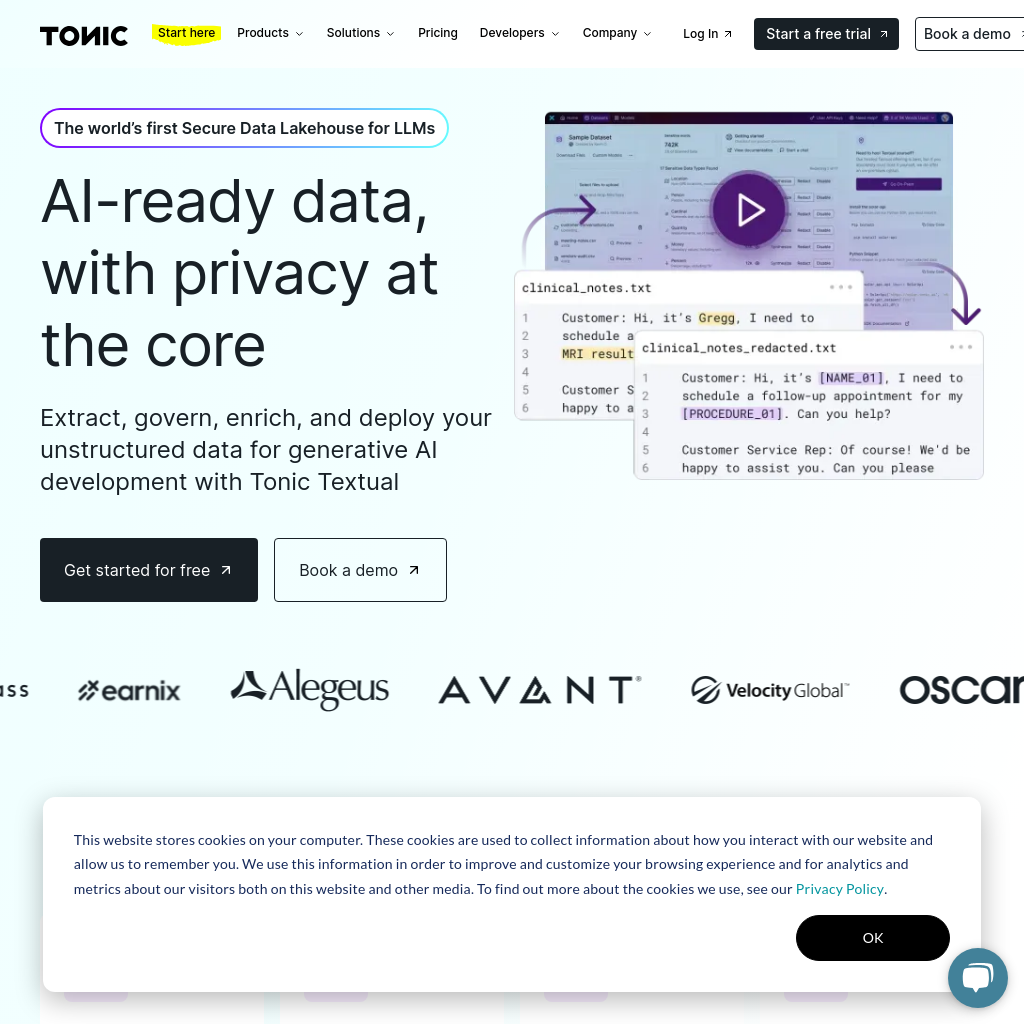 TONIC
Start here
Products
Solutions
Pricing
Developers
Company
Log In
Start a free trial
Book a demo
The world's first Secure Data Lakehouse for LLMs
AI-ready data,
with privacy at
the core
Extract, govern, enrich, and deploy your
unstructured data for generative AI
development with Tonic Textual
Get started for free
Book a demo
Sample Dataset
Getting started
clinical_notes.txt
1 Customer: Hi, it's Gregg, I need to
2 schedule a
3 MRI result
4
5 Customer S
6 happy to a
clinical_notes_redacted.txt
1 Customer: Hi, it's [NAME_01], I need to
2 schedule a follow-up appointment for my
3 [PROCEDURE_01]. Can you help?
4
5 Customer Service Rep: Of course! We'd be
6 happy to assist you. Can you please
ass
earnix
Alegeus
AVANT®
Velocity Global™
oscar
This website stores cookies on your computer. These cookies are used to collect information about how you interact with our website and
allow us to remember you. We use this information in order to improve and customize your browsing experience and for analytics and
metrics about our visitors both on this website and other media. To find out more about the cookies we use, see our Privacy Policy.
OK